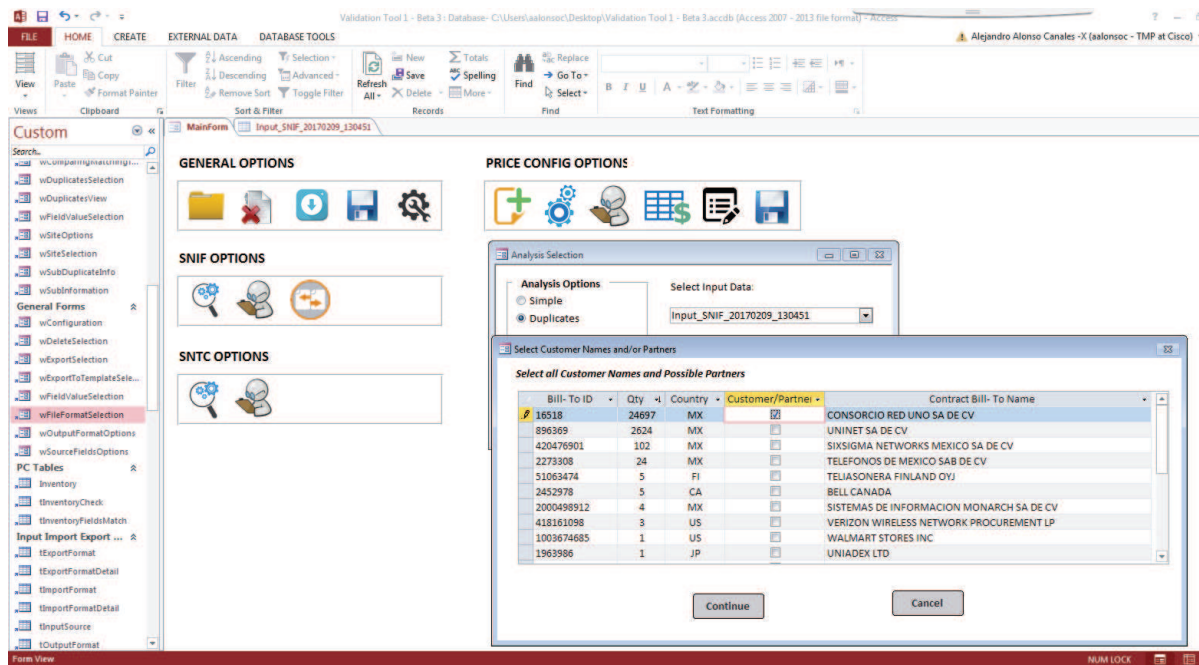 Validation Tool 1 - Beta 3 : Database- C:\Users\aalonsoc\Desktop\Validation Tool 1 - Beta 3.accdb (Access 2007 - 2013 file format) - Access
FILE HOME CREATE EXTERNAL DATA DATABASE TOOLS
Alejandro Alonso Canales -X (aalonsoc - TMP at Cisco)
View
Paste
Cut
Copy
Format Painter
Filter
Ascending
Descending
Remove Sort
Selection
Advanced
Toggle Filter
Refresh All
New
Save
Delete
Totals
Spelling
More
Find
Replace
Go To
Select
B I U A
Views Clipboard Sort & Filter Records Find Text Formatting
Custom
Search..
wDuplicatesSelection
wDuplicatesView
wFieldValueSelection
wSiteOptions
wSiteSelection
wSubDuplicateInfo
wSubInformation
General Forms
wConfiguration
wDeleteSelection
wExportSelection
wExportToTemplateSele...
wFieldValueSelection
wFileFormatSelection
wOutputFormatOptions
wSourceFieldsOptions
PC Tables
Inventory
tInventoryCheck
tInventoryFieldsMatch
Input Import Export ...
tExportFormat
tExportFormatDetail
tImportFormat
tImportFormatDetail
tInputSource
tOutputFormat
MainForm Input_SNIF_20170209_130451
GENERAL OPTIONS
PRICE CONFIG OPTIONS
SNIF OPTIONS
SNTC OPTIONS
Analysis Selection
Analysis Options
Simple
Duplicates
Select Input Data:
Input_SNIF_20170209_130451
Select Customer Names and/or Partners
Select all Customer Names and Possible Partners
Bill- To ID Qty Country Customer/Partner Contract Bill- To Name
16518 24697 MX CONSORCIO RED UNO SA DE CV
896369 2624 MX UNINET SA DE CV
420476901 102 MX SIXSIGMA NETWORKS MEXICO SA DE CV
2273308 24 MX TELEFONOS DE MEXICO SAB DE CV
51063474 5 FI TELIASONERA FINLAND OYJ
2452978 5 CA BELL CANADA
2000498912 4 MX SISTEMAS DE INFORMACION MONARCH SA DE CV
418161098 3 US VERIZON WIRELESS NETWORK PROCUREMENT LP
1003674685 1 US WALMART STORES INC
1963986 1 JP UNIADEX LTD
Continue Cancel
Form View NUM LOCK